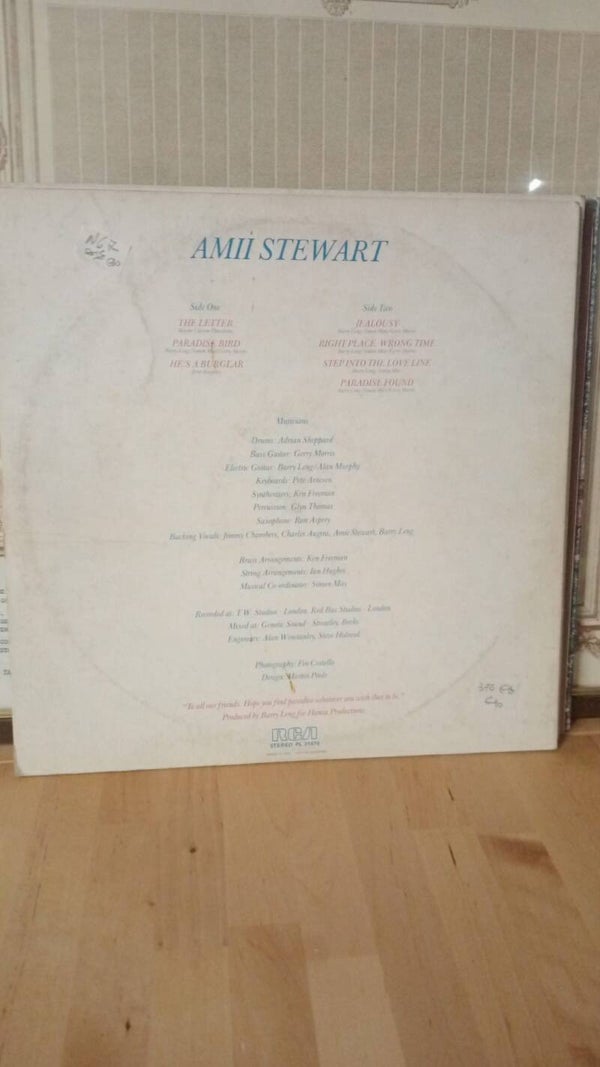 AMII STEWART
Side One
THE LETTER
PARADISE BIRD
HE'S A BURGLAR
Side Two
JEALOUSY
RIGHT PLACE, WRONG TIME
STEP INTO THE LOVE LINE
PARADISE FOUND
Musicians
Drums: Adrian Sheppard
Bass Guitar: Gerry Morris
Electric Guitar: Barry Leng/Alan Murphy
Keyboards: Pete Arnesen
Synthesizers: Ken Freeman
Percussion: Glyn Thomas
Saxophone: Ron Asprey
Backing Vocals: Jimmy Chambers, Charles Augins, Amii Stewart, Barry Leng
Brass Arrangements: Ken Freeman
String Arrangements: Ian Hughes
Musical Co-ordinator: Simon May
Recorded at: T.W. Studios - London, Red Bus Studios - London
Mixed at: Genetic Sound - Streatley, Berks
Engineers: Alan Winstanley, Steve
Photography: Fin Costello
Design: Martin Poole
"To all our friends. Hope you find paradise whatever you wish that to be."
Produced by Barry Leng for Hansa Productions.
RCA
STEREO PL